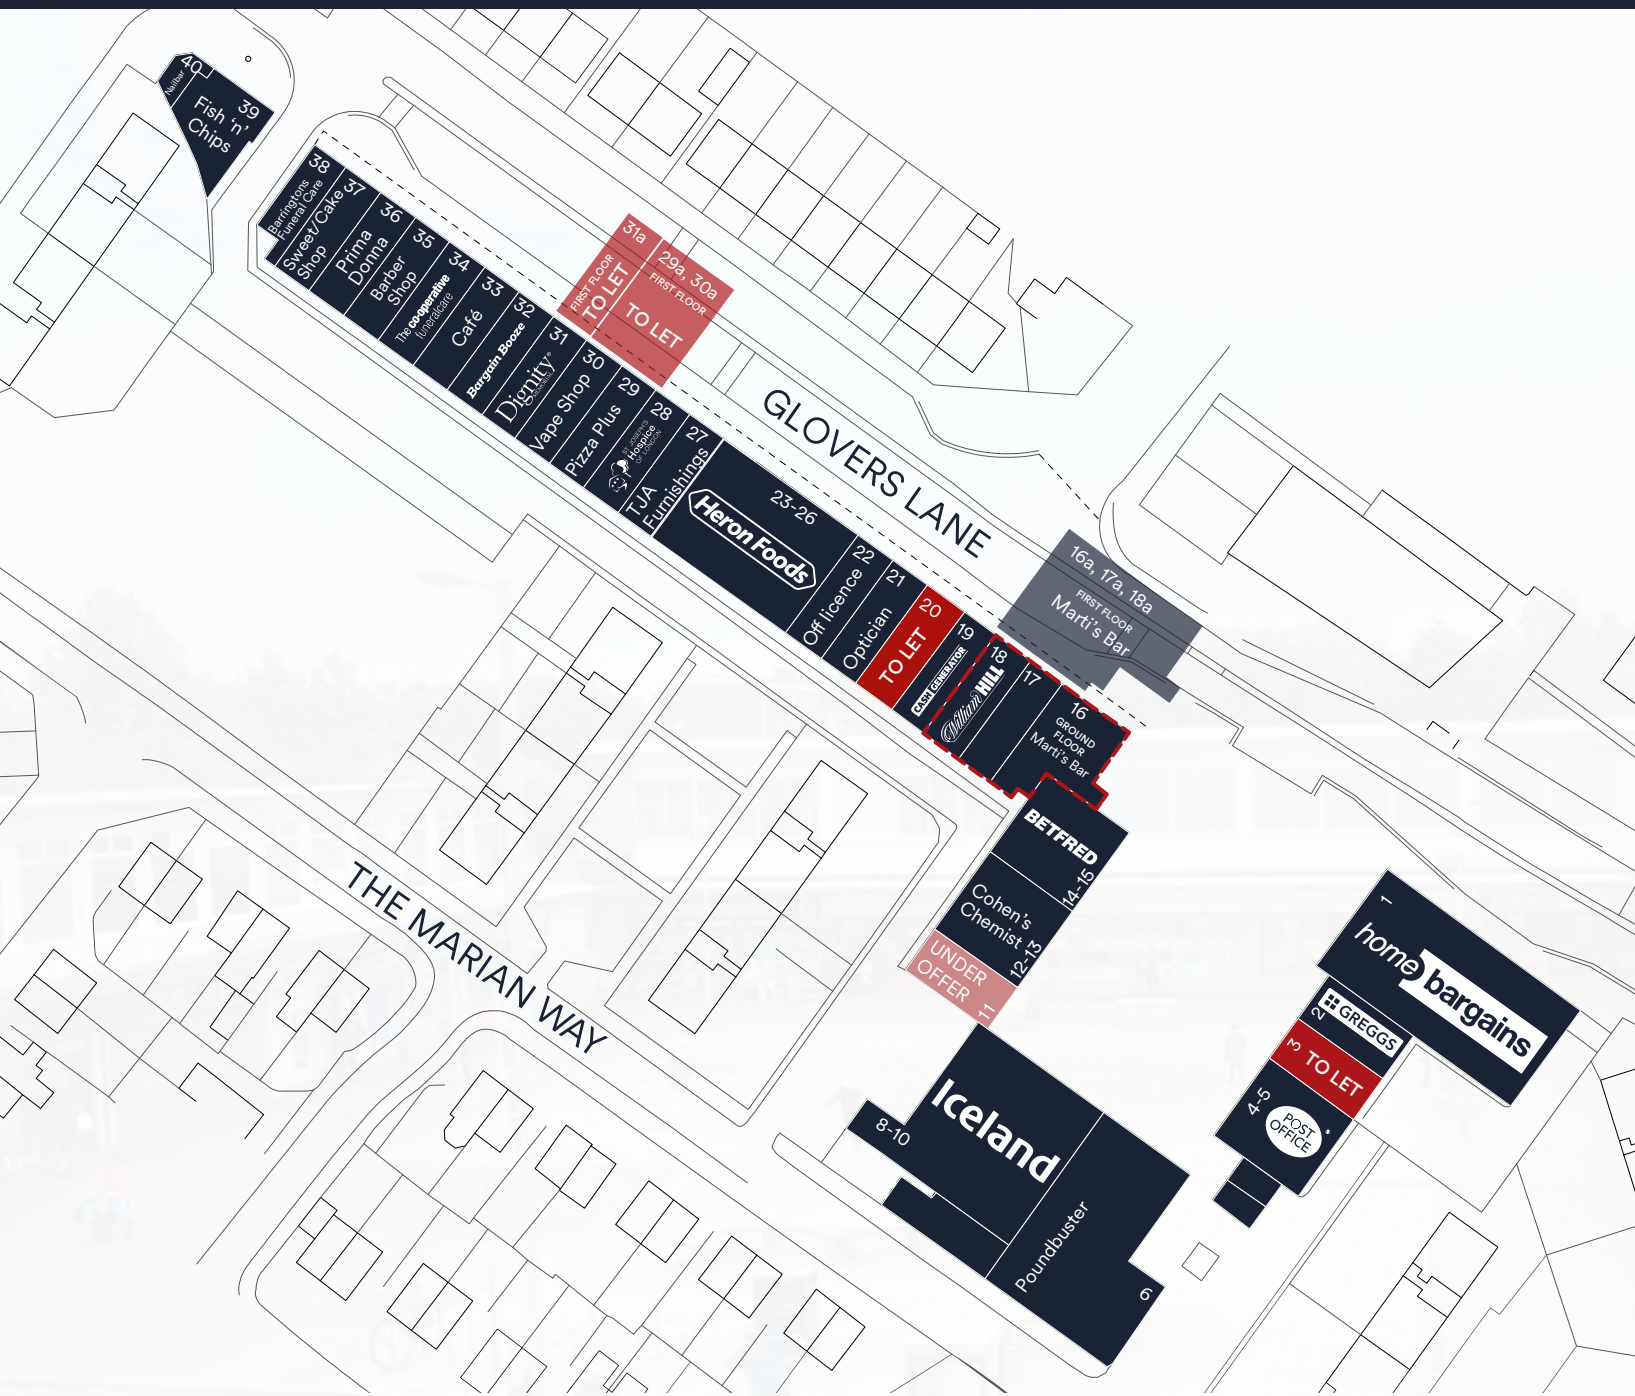 40
Nailbar
39
Fish ‘n’
Chips
38
Barringtons
Funeral Care
37
Sweet/Cake
Shop
36
Prima
Donna
35
Barber
Shop
34
The co-operative
funeralcare
33
Café
32
Bargain Booze
31
Dignity®
MEMORIAL
30
Vape Shop
29
Pizza Plus
28
ST JOSEPH'S
Hospice
OF LONDON
27
TJA
Furnishings
31a
FIRST FLOOR
TO LET
29a, 30a
FIRST FLOOR
TO LET
GLOVERS LANE
23-26
Heron Foods
22
Off licence
21
Optician
20
TO LET
19
CASH GENERATOR
18
William HILL
17
16
GROUND
FLOOR
Marti’s Bar
16a, 17a, 18a
FIRST FLOOR
Marti’s Bar
BETFRED
14-15
Cohen’s
Chemist
12-13
UNDER
OFFER
11
THE MARIAN WAY
Iceland
8-10
Poundbuster
6
1
home bargains
2
GREGGS
3
TO LET
4-5
POST
OFFICE